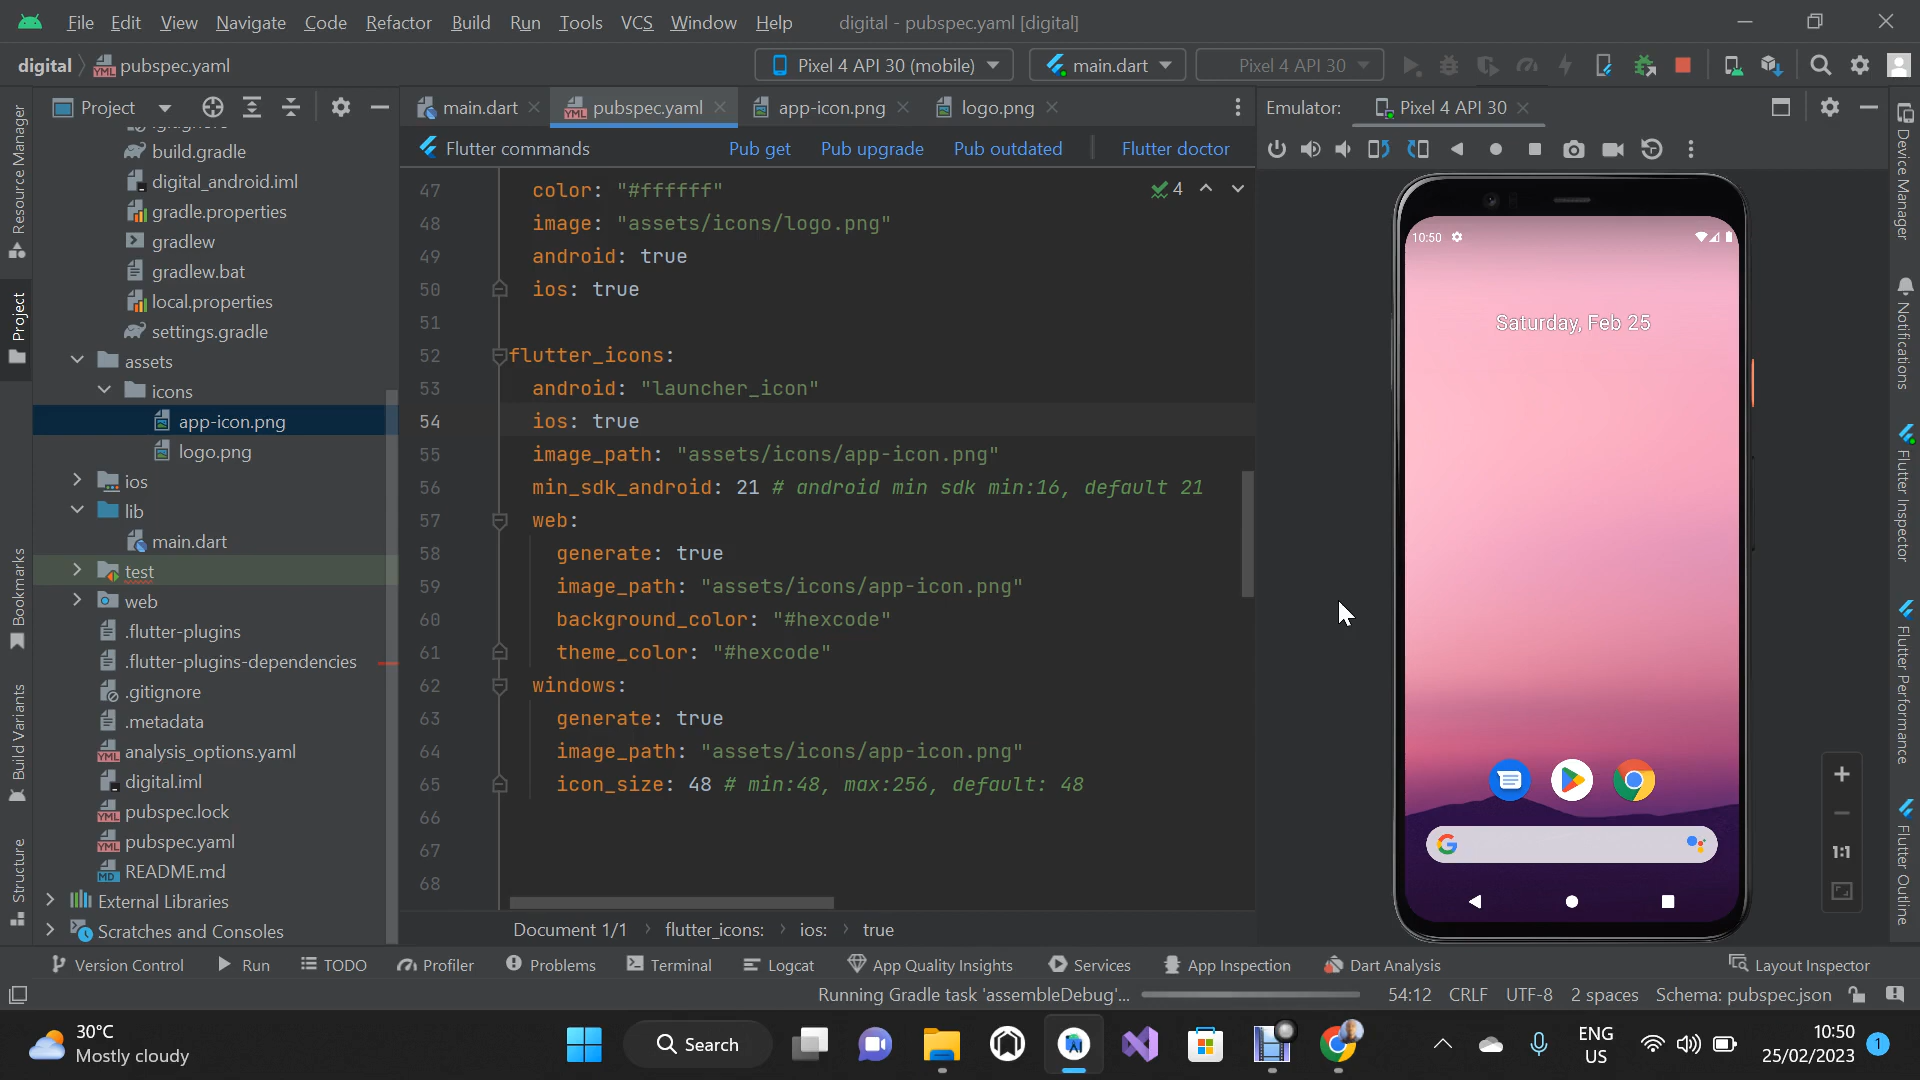 File Edit View Navigate Code Refactor Build Run Tools VCS Window Help digital - pubspec.yaml [digital]
digital pubspec.yaml Pixel 4 API 30 (mobile) main.dart Pixel 4 API 30
Project main.dart pubspec.yaml app-icon.png logo.png Emulator: Pixel 4 API 30
Flutter commands Pub get Pub upgrade Pub outdated Flutter doctor
Resource Manager
Project
Bookmarks
Build Variants
Structure
build.gradle
digital_android.iml
gradle.properties
gradlew
gradlew.bat
local.properties
settings.gradle
assets
icons
app-icon.png
logo.png
ios
lib
main.dart
test
web
.flutter-plugins
.flutter-plugins-dependencies
.gitignore
.metadata
analysis_options.yaml
digital.iml
pubspec.lock
pubspec.yaml
README.md
External Libraries
Scratches and Consoles
47 color: "#ffffff"
48 image: "assets/icons/logo.png"
49 android: true
50 ios: true
51
52 flutter_icons:
53 android: "launcher_icon"
54 ios: true
55 image_path: "assets/icons/app-icon.png"
56 min_sdk_android: 21 # android min sdk min:16, default 21
57 web:
58 generate: true
59 image_path: "assets/icons/app-icon.png"
60 background_color: "#hexcode"
61 theme_color: "#hexcode"
62 windows:
63 generate: true
64 image_path: "assets/icons/app-icon.png"
65 icon_size: 48 # min:48, max:256, default: 48
66
67
68
4
Document 1/1 flutter_icons: ios: true
10:50
Saturday, Feb 25
1:1
Device Manager
Notifications
Flutter Inspector
Flutter Performance
Flutter Outline
Version Control Run TODO Profiler Problems Terminal Logcat App Quality Insights Services App Inspection Dart Analysis Layout Inspector
Running Gradle task 'assembleDebug'... 54:12 CRLF UTF-8 2 spaces Schema: pubspec.json
30°C
Mostly cloudy
Search
ENG
US
10:50
25/02/2023
1